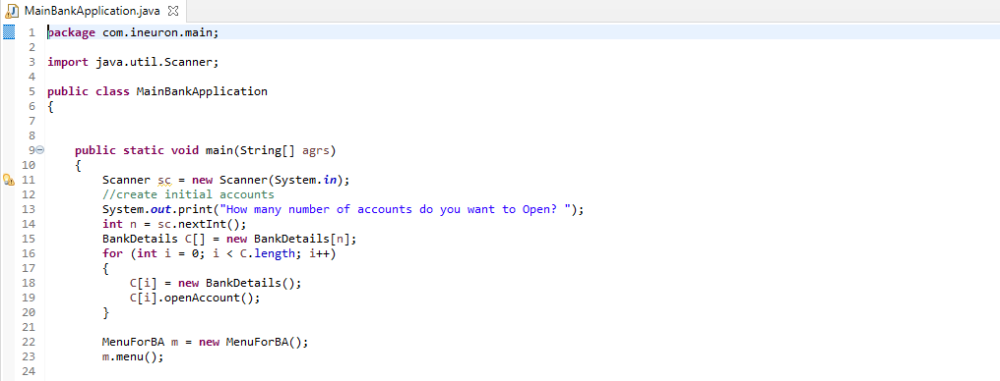 MainBankApplication.java
1 package com.ineuron.main;
2
3 import java.util.Scanner;
4
5 public class MainBankApplication
6 {
7
8
9 public static void main(String[] agrs)
10 {
11 Scanner sc = new Scanner(System.in);
12 //create initial accounts
13 System.out.print("How many number of accounts do you want to Open? ");
14 int n = sc.nextInt();
15 BankDetails C[] = new BankDetails[n];
16 for (int i = 0; i < C.length; i++)
17 {
18 C[i] = new BankDetails();
19 C[i].openAccount();
20 }
21
22 MenuForBA m = new MenuForBA();
23 m.menu();
24